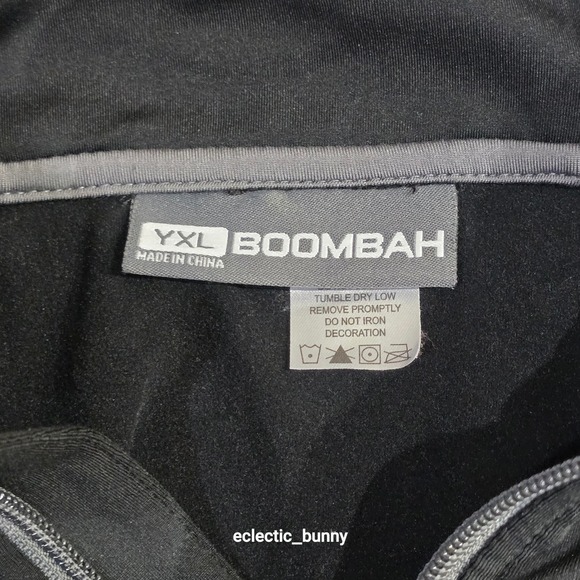 YXL BOOMBAH
MADE IN CHINA
TUMBLE DRY LOW
REMOVE PROMPTLY
DO NOT IRON
DECORATION
eclectic_bunny